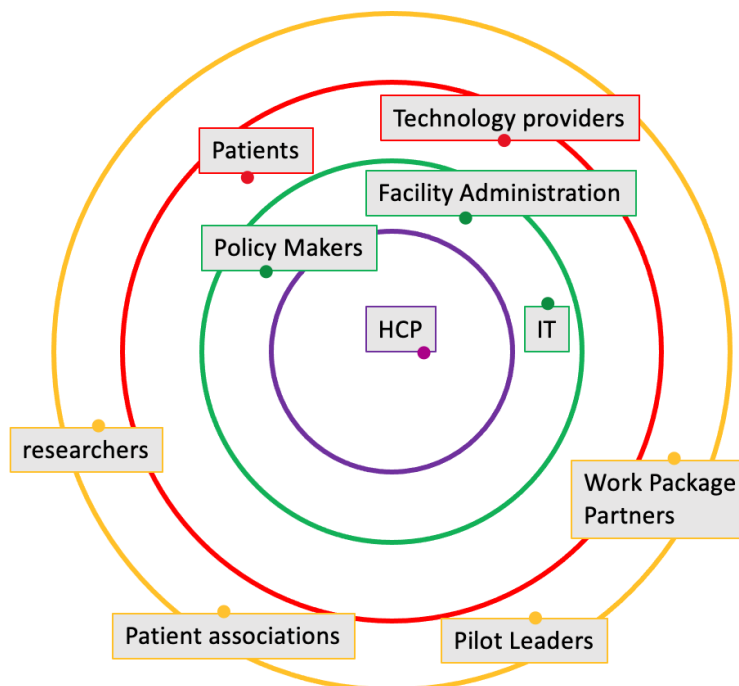 Technology providers
Patients
Facility Administration
Policy Makers
HCP
IT
researchers
Work Package
Partners
Patient associations
Pilot Leaders